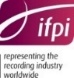 ifpi
representing the
recording industry
worldwide